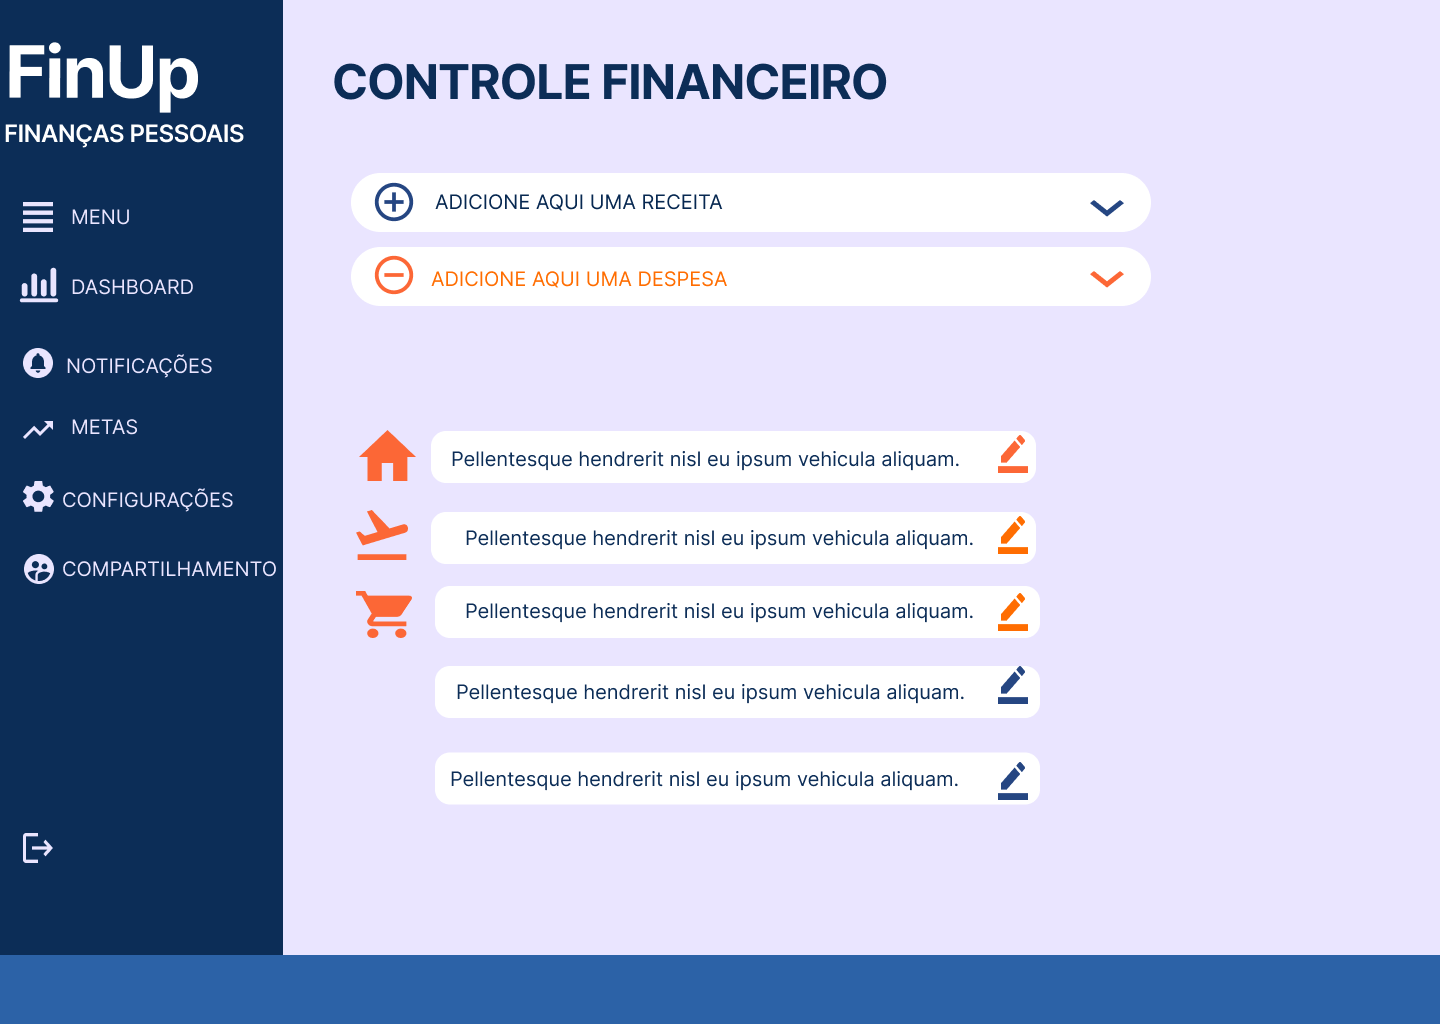 FinUp
FINANÇAS PESSOAIS
MENU
DASHBOARD
NOTIFICAÇÕES
METAS
CONFIGURAÇÕES
COMPARTILHAMENTO
CONTROLE FINANCEIRO
ADICIONE AQUI UMA RECEITA
ADICIONE AQUI UMA DESPESA
Pellentesque hendrerit nisl eu ipsum vehicula aliquam.
Pellentesque hendrerit nisl eu ipsum vehicula aliquam.
Pellentesque hendrerit nisl eu ipsum vehicula aliquam.
Pellentesque hendrerit nisl eu ipsum vehicula aliquam.
Pellentesque hendrerit nisl eu ipsum vehicula aliquam.